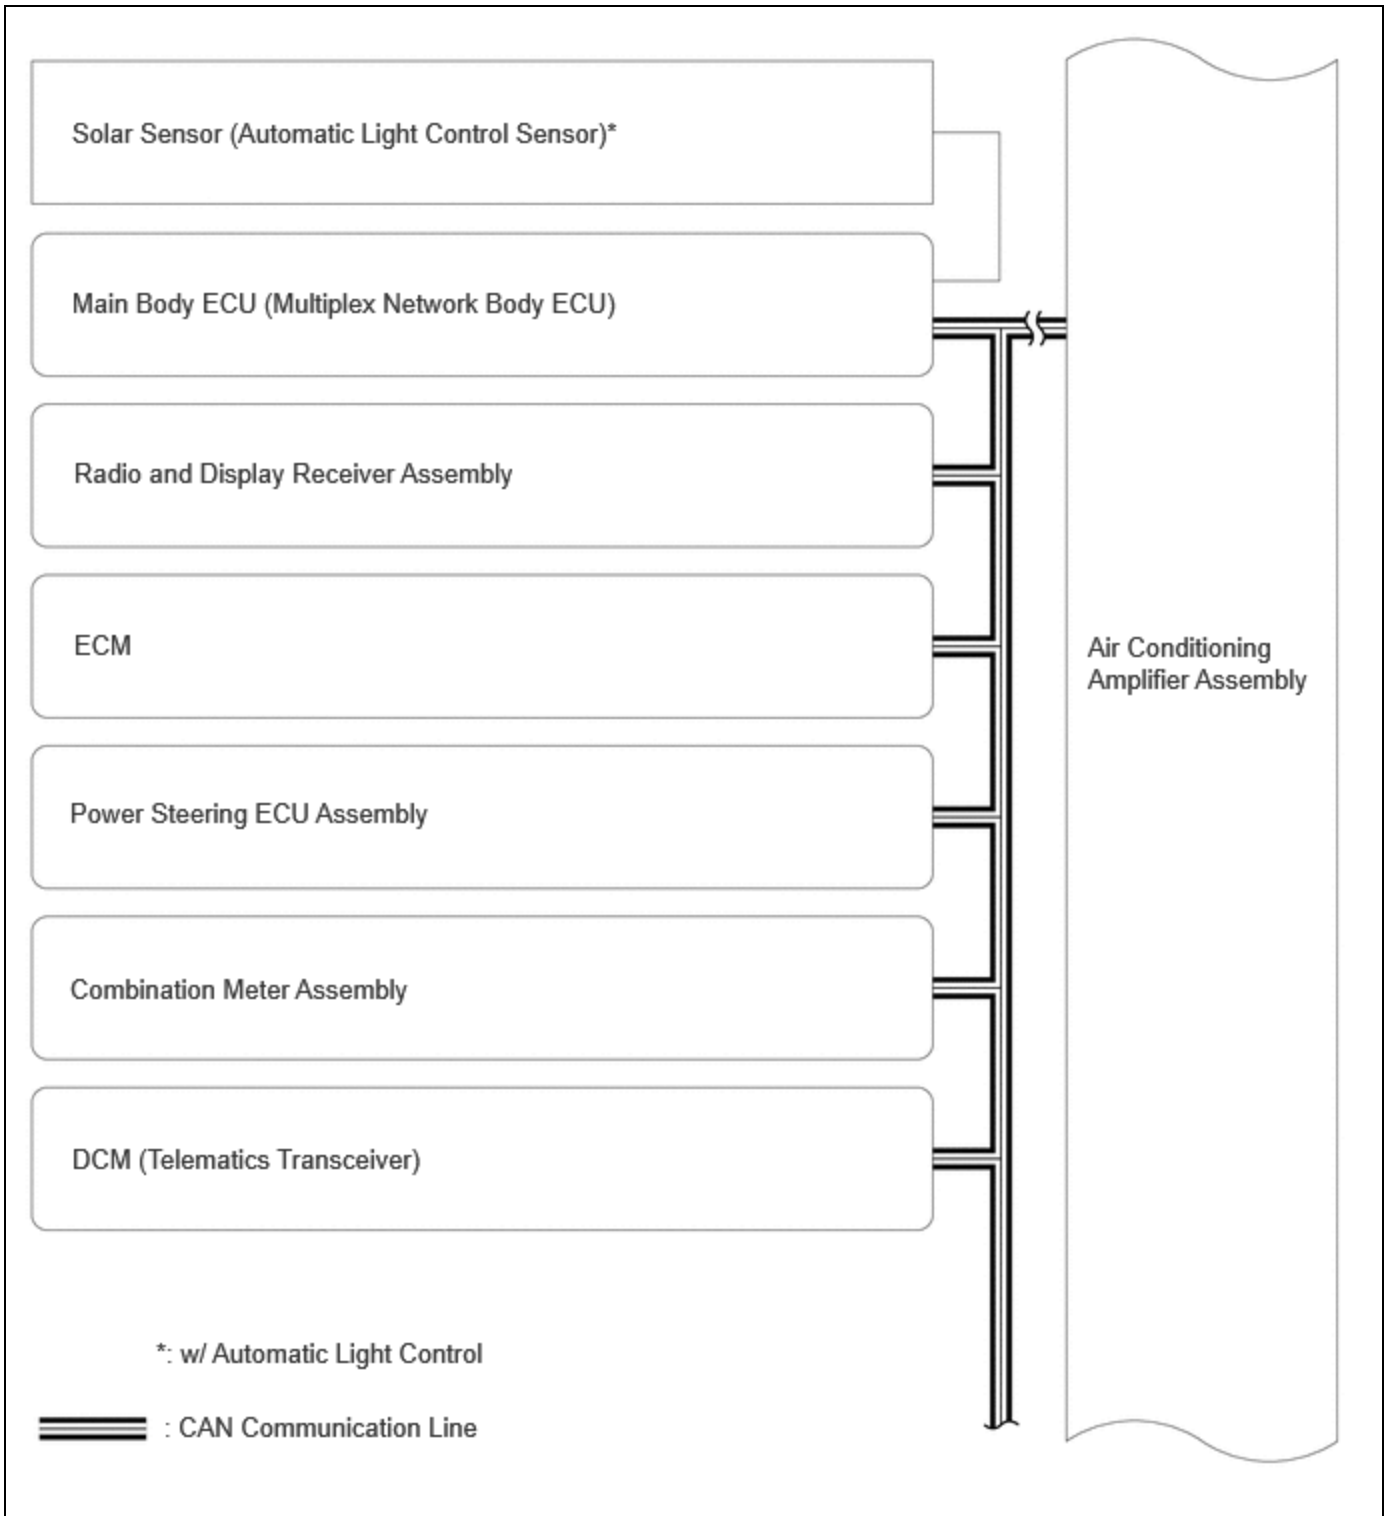 Solar Sensor (Automatic Light Control Sensor)*
Main Body ECU (Multiplex Network Body ECU)
Radio and Display Receiver Assembly
ECM
Air Conditioning
Amplifier Assembly
Power Steering ECU Assembly
Combination Meter Assembly
DCM (Telematics Transceiver)
*: w/ Automatic Light Control
: CAN Communication Line